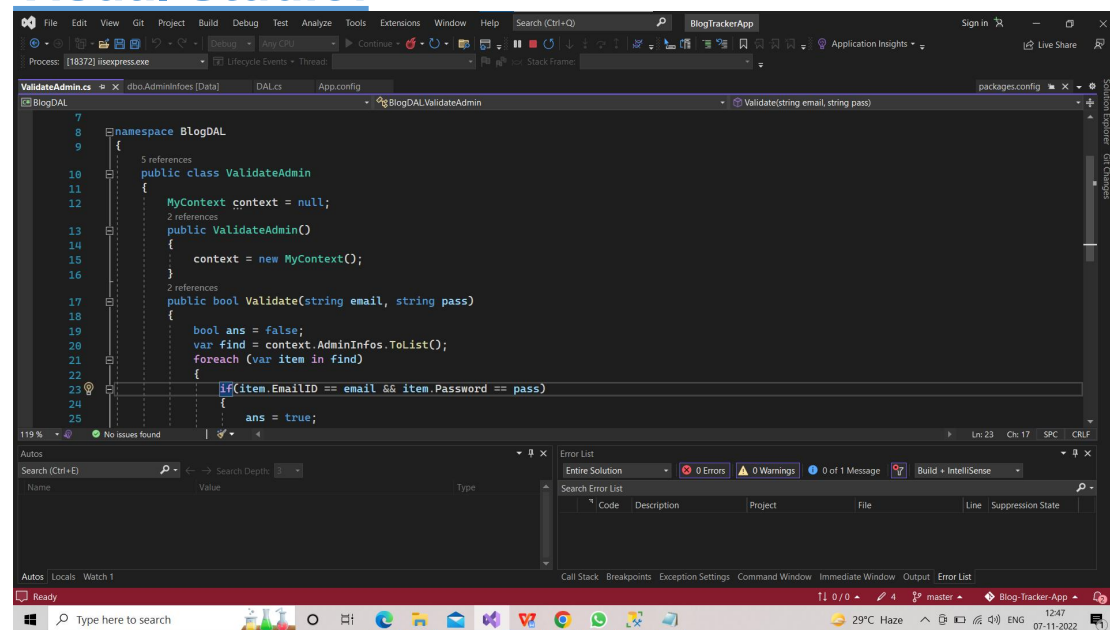 File Edit View Git Project Build Debug Test Analyze Tools Extensions Window Help Search (Ctrl+Q) BlogTrackerApp Sign in
Debug Any CPU Continue Application Insights Live Share
Process: [18372] iisexpress.exe Lifecycle Events Thread: Stack Frame:
ValidateAdmin.cs dbo.AdminInfoes [Data] DAL.cs App.config packages.config
BlogDAL BlogDAL.ValidateAdmin Validate(string email, string pass)
Solution Explorer
Git Changes
7
8 namespace BlogDAL
9 {
5 references
10 public class ValidateAdmin
11 {
12 MyContext context = null;
2 references
13 public ValidateAdmin()
14 {
15 context = new MyContext();
16 }
2 references
17 public bool Validate(string email, string pass)
18 {
19 bool ans = false;
20 var find = context.AdminInfos.ToList();
21 foreach (var item in find)
22 {
23 if(item.EmailID == email && item.Password == pass)
24 {
25 ans = true;
119 % No issues found Ln: 23 Ch: 17 SPC CRLF
Autos
Search (Ctrl+E) Search Depth: 3
Name Value Type
Autos Locals Watch 1
Error List
Entire Solution 0 Errors 0 Warnings 0 of 1 Message Build + IntelliSense
Search Error List
Code Description Project File Line Suppression State
Call Stack Breakpoints Exception Settings Command Window Immediate Window Output Error List
Ready 0 / 0 4 master Blog-Tracker-App
Type here to search 29°C Haze ENG 12:47
07-11-2022